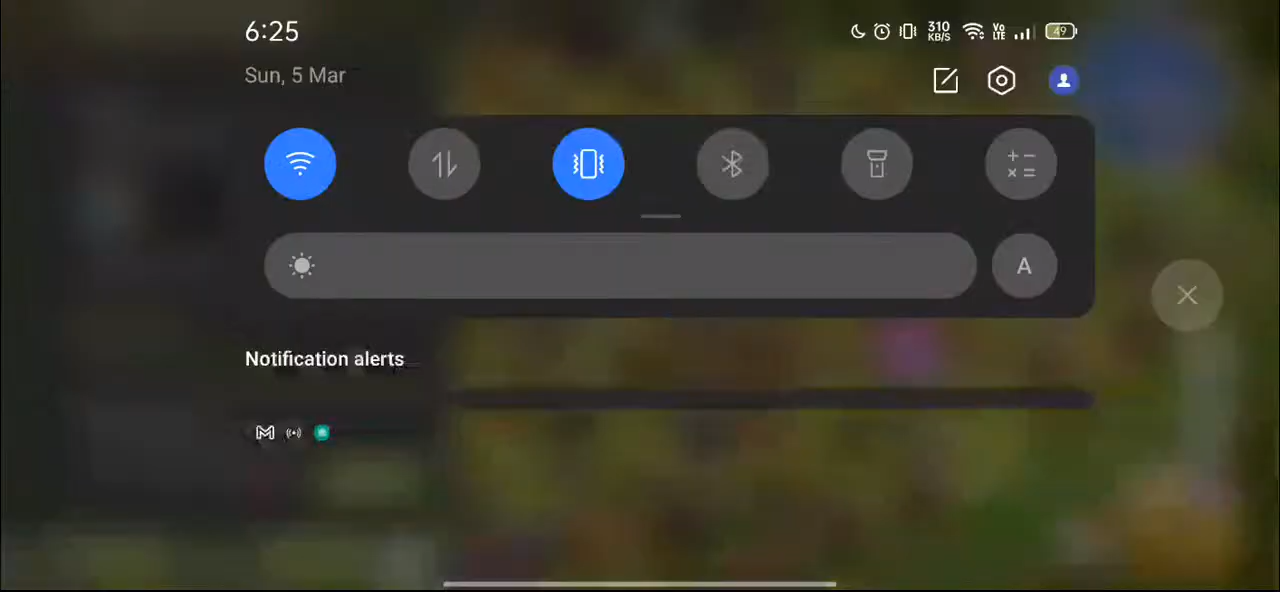 6:25
310
KB/S
VO
LTE
49
Sun, 5 Mar
A
Notification alerts